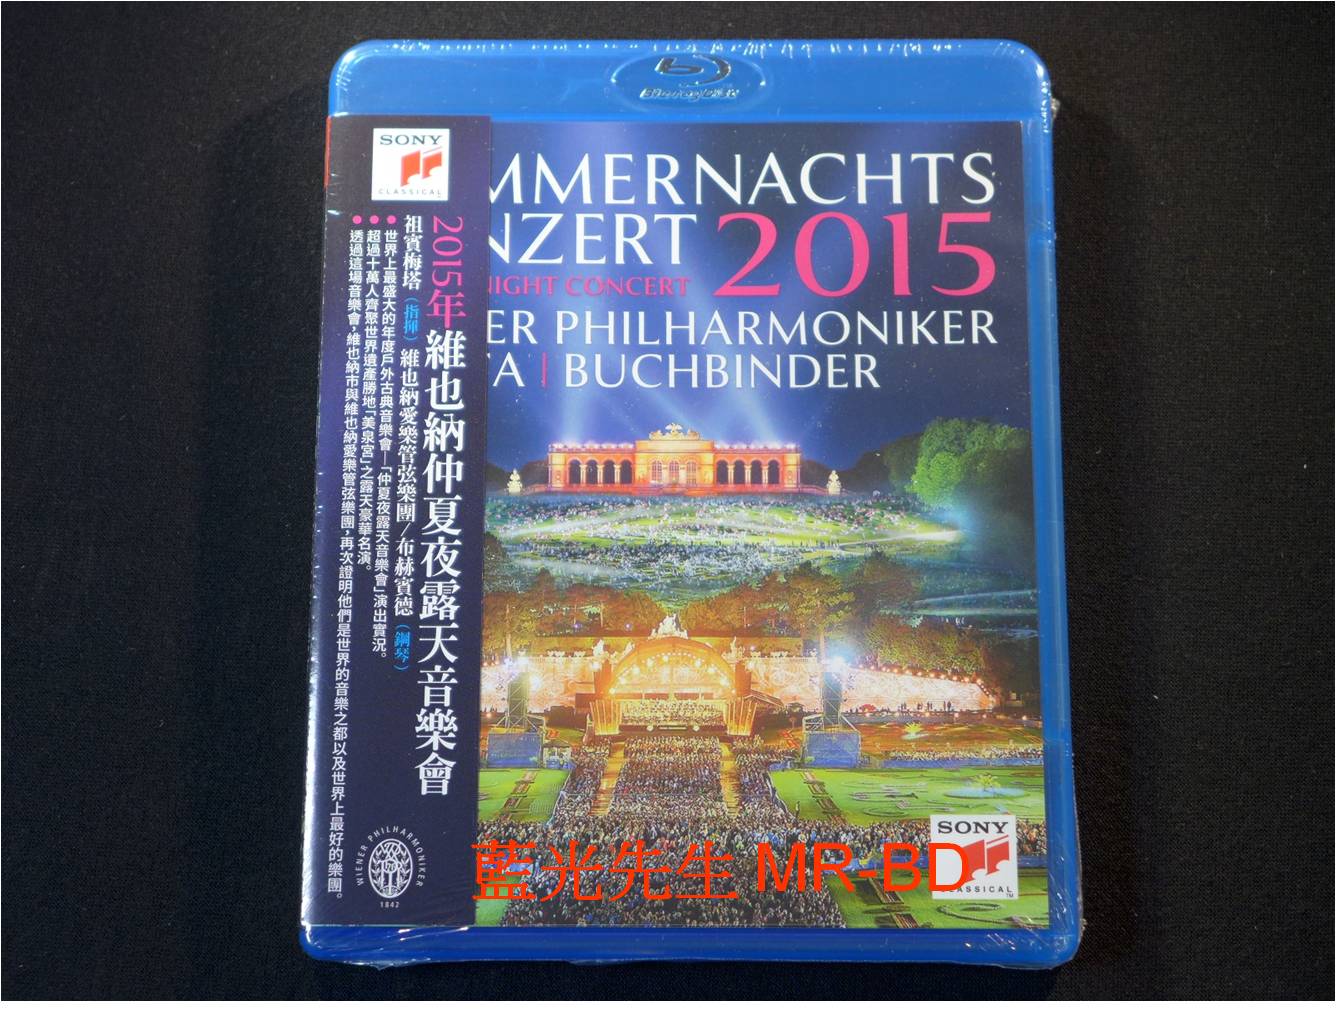 Blu-ray Disc
SONY
CLASSICAL
2015年維也納仲夏夜露天音樂會
祖賓梅塔（指揮）維也納愛樂管弦樂團/布赫賓德（鋼琴）
●世界上最盛大的年度戶外古典音樂會—「仲夏夜露天音樂會」演出實況。
●超過十萬人齊聚世界遺產勝地「美泉宮」之露天豪華名演。
●透過這場音樂會，維也納市與維也納愛樂管弦樂團，再次證明他們是世界的音樂之都以及世界上最好的樂團。
WIENER PHILHARMONIKER
1842
MMERNACHTS
NZERT 2015
NIGHT CONCERT
ER PHILHARMONIKER
TA | BUCHBINDER
SONY
CLASSICAL
藍光先生 MR-BD